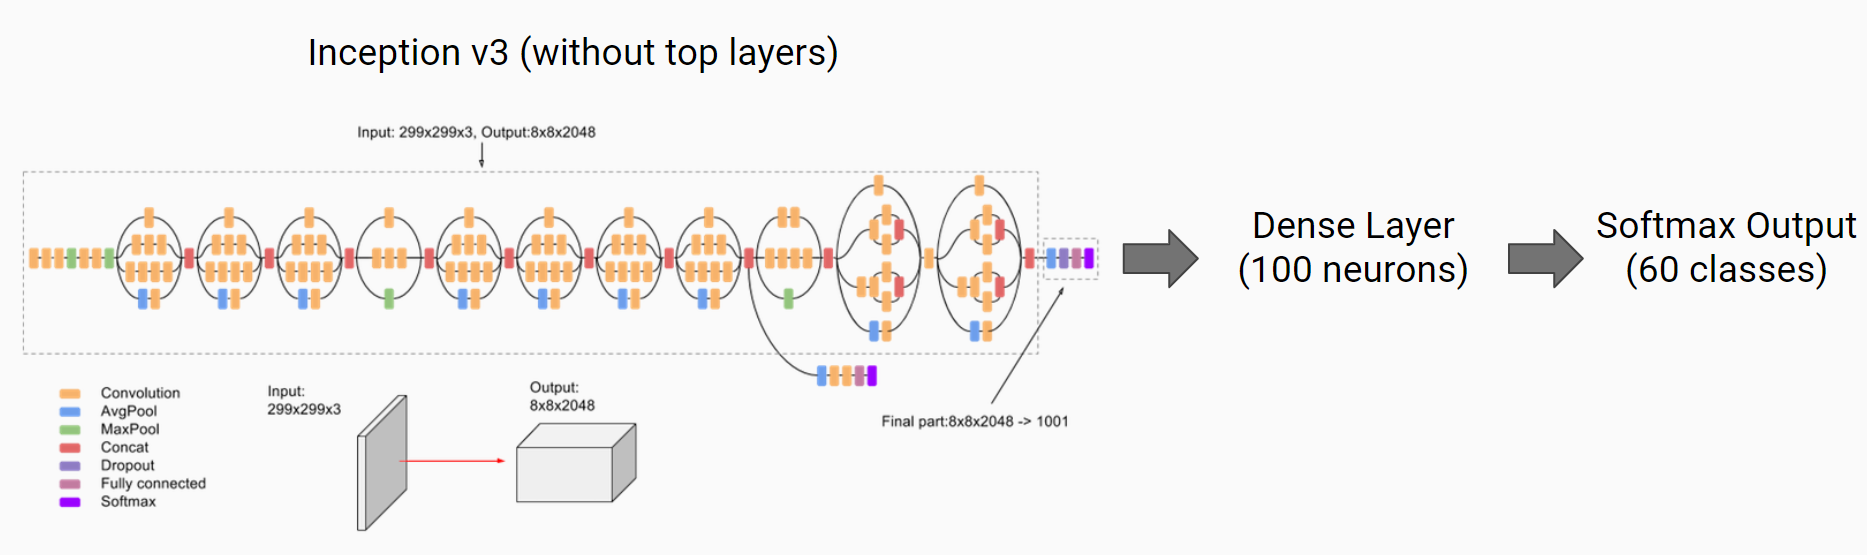 Inception v3 (without top layers)
Input: 299x299x3, Output:8x8x2048
Dense Layer
(100 neurons)
Softmax Output
(60 classes)
Convolution
AvgPool
MaxPool
Concat
Dropout
Fully connected
Softmax
Input:
299x299x3
Output:
8x8x2048
Final part:8x8x2048 -> 1001